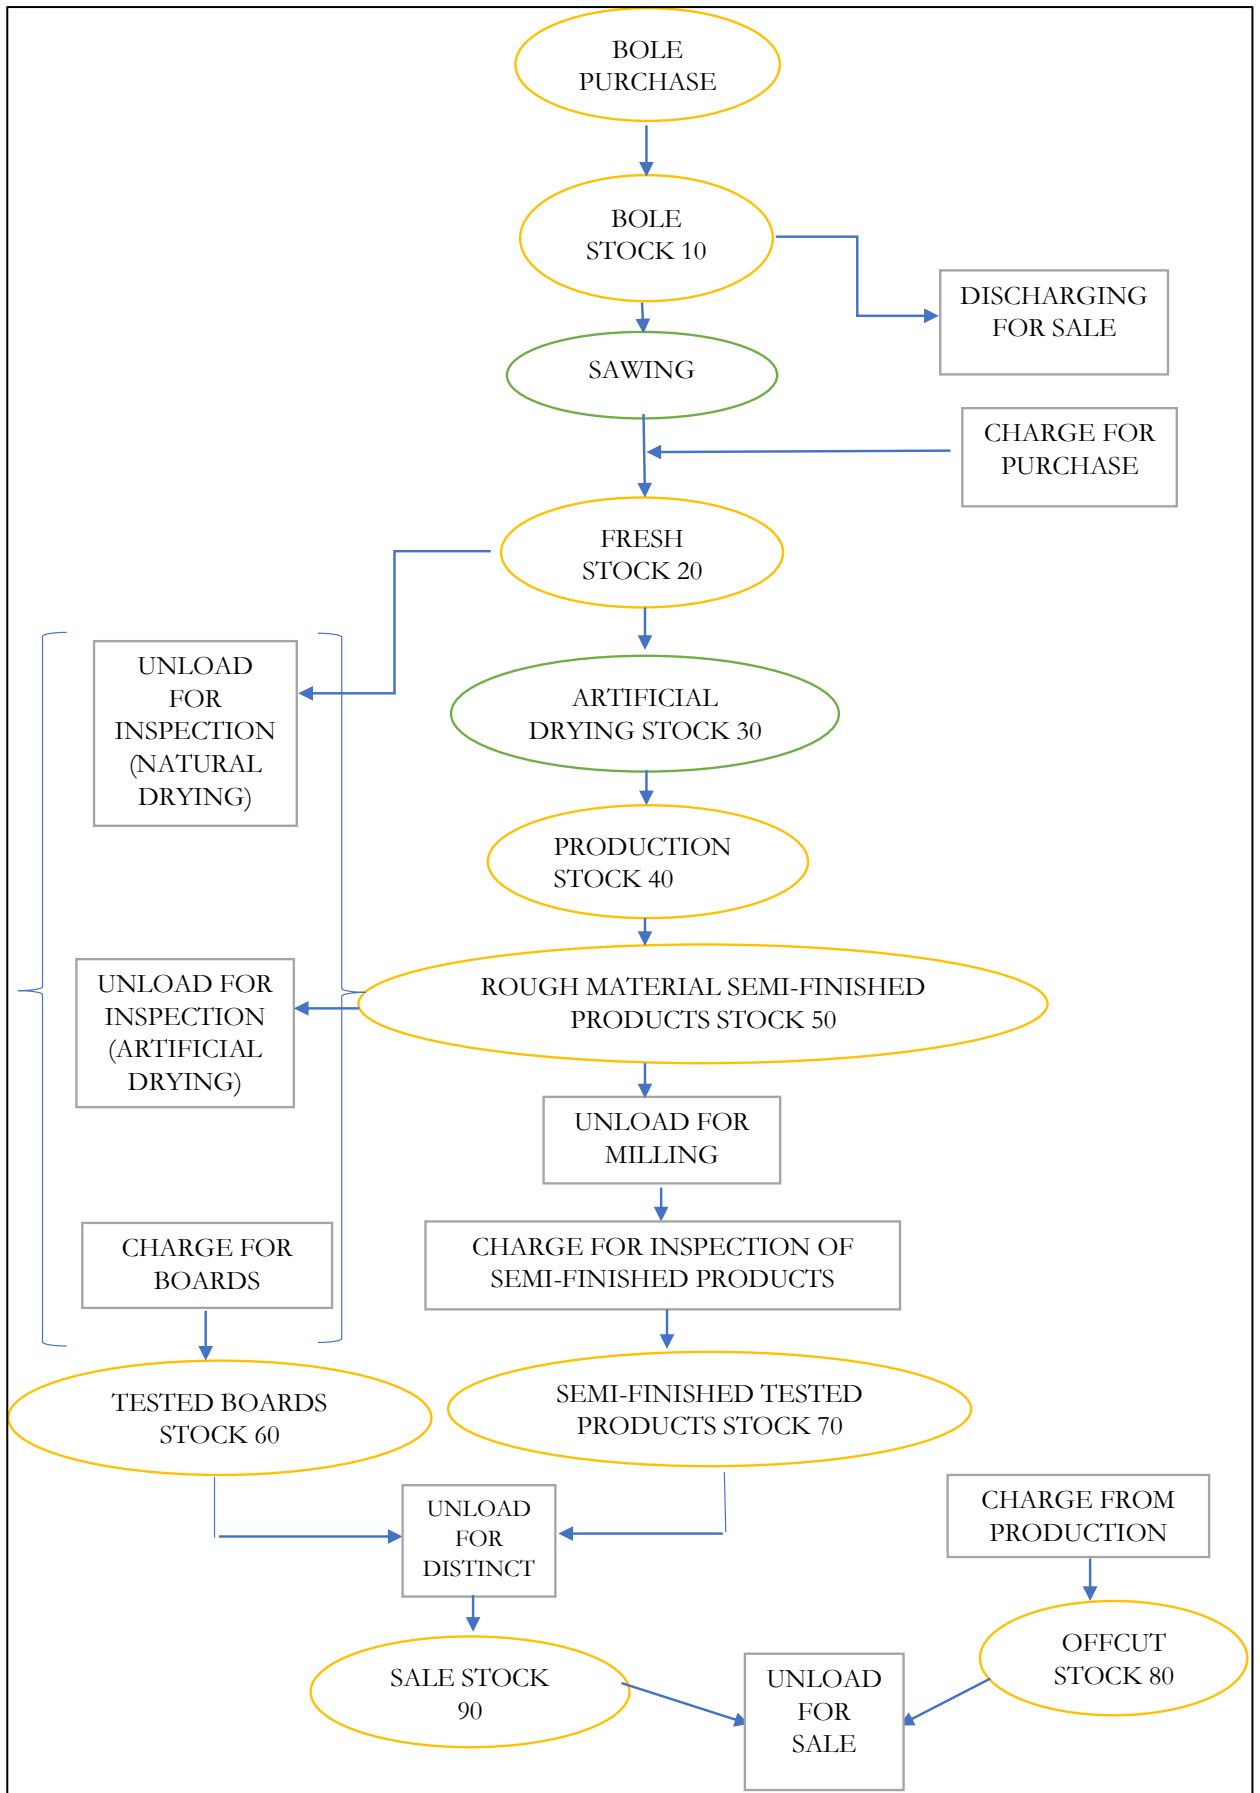 BOLE
PURCHASE
BOLE
STOCK 10
DISCHARGING
FOR SALE
SAWING
CHARGE FOR
PURCHASE
FRESH
STOCK 20
UNLOAD
FOR
INSPECTION
(NATURAL
DRYING)
ARTIFICIAL
DRYING STOCK 30
PRODUCTION
STOCK 40
UNLOAD FOR
INSPECTION
(ARTIFICIAL
DRYING)
ROUGH MATERIAL SEMI-FINISHED
PRODUCTS STOCK 50
UNLOAD FOR
MILLING
CHARGE FOR
BOARDS
CHARGE FOR INSPECTION OF
SEMI-FINISHED PRODUCTS
TESTED BOARDS
STOCK 60
SEMI-FINISHED TESTED
PRODUCTS STOCK 70
UNLOAD
FOR
DISTINCT
CHARGE FROM
PRODUCTION
SALE STOCK
90
UNLOAD
FOR
SALE
OFFCUT
STOCK 80